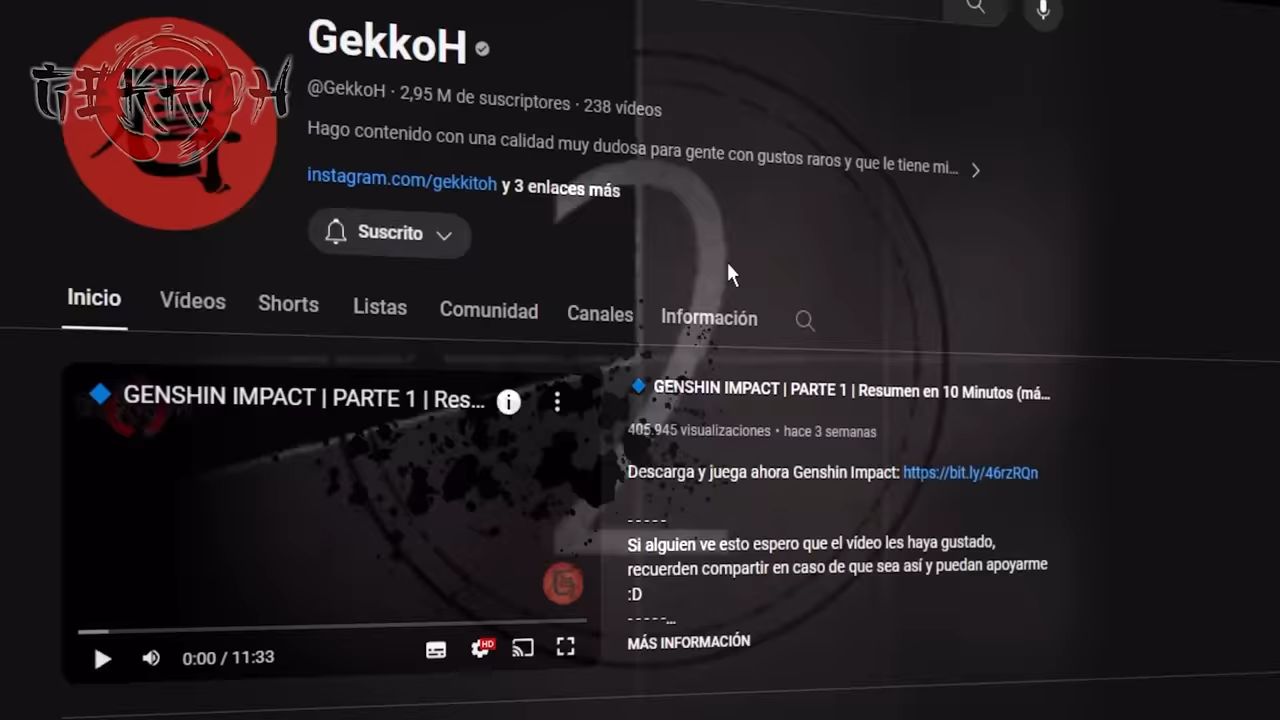 GEKKOH
GekkoH
@GekkoH · 2,95 M de suscriptores · 238 vídeos
Hago contenido con una calidad muy dudosa para gente con gustos raros y que le tiene mi...
instagram.com/gekkitoh y 3 enlaces más
Suscrito
Inicio Vídeos Shorts Listas Comunidad Canales Información
GENSHIN IMPACT | PARTE 1 | Res...
GENSHIN IMPACT | PARTE 1 | Resumen en 10 Minutos (má...
405.945 visualizaciones • hace 3 semanas
Descarga y juega ahora Genshin Impact: https://bit.ly/46rzRQn
-----
Si alguien ve esto espero que el vídeo les haya gustado,
recuerden compartir en caso de que sea así y puedan apoyarme
:D
-----...
MÁS INFORMACIÓN
HD
0:00 / 11:33
2